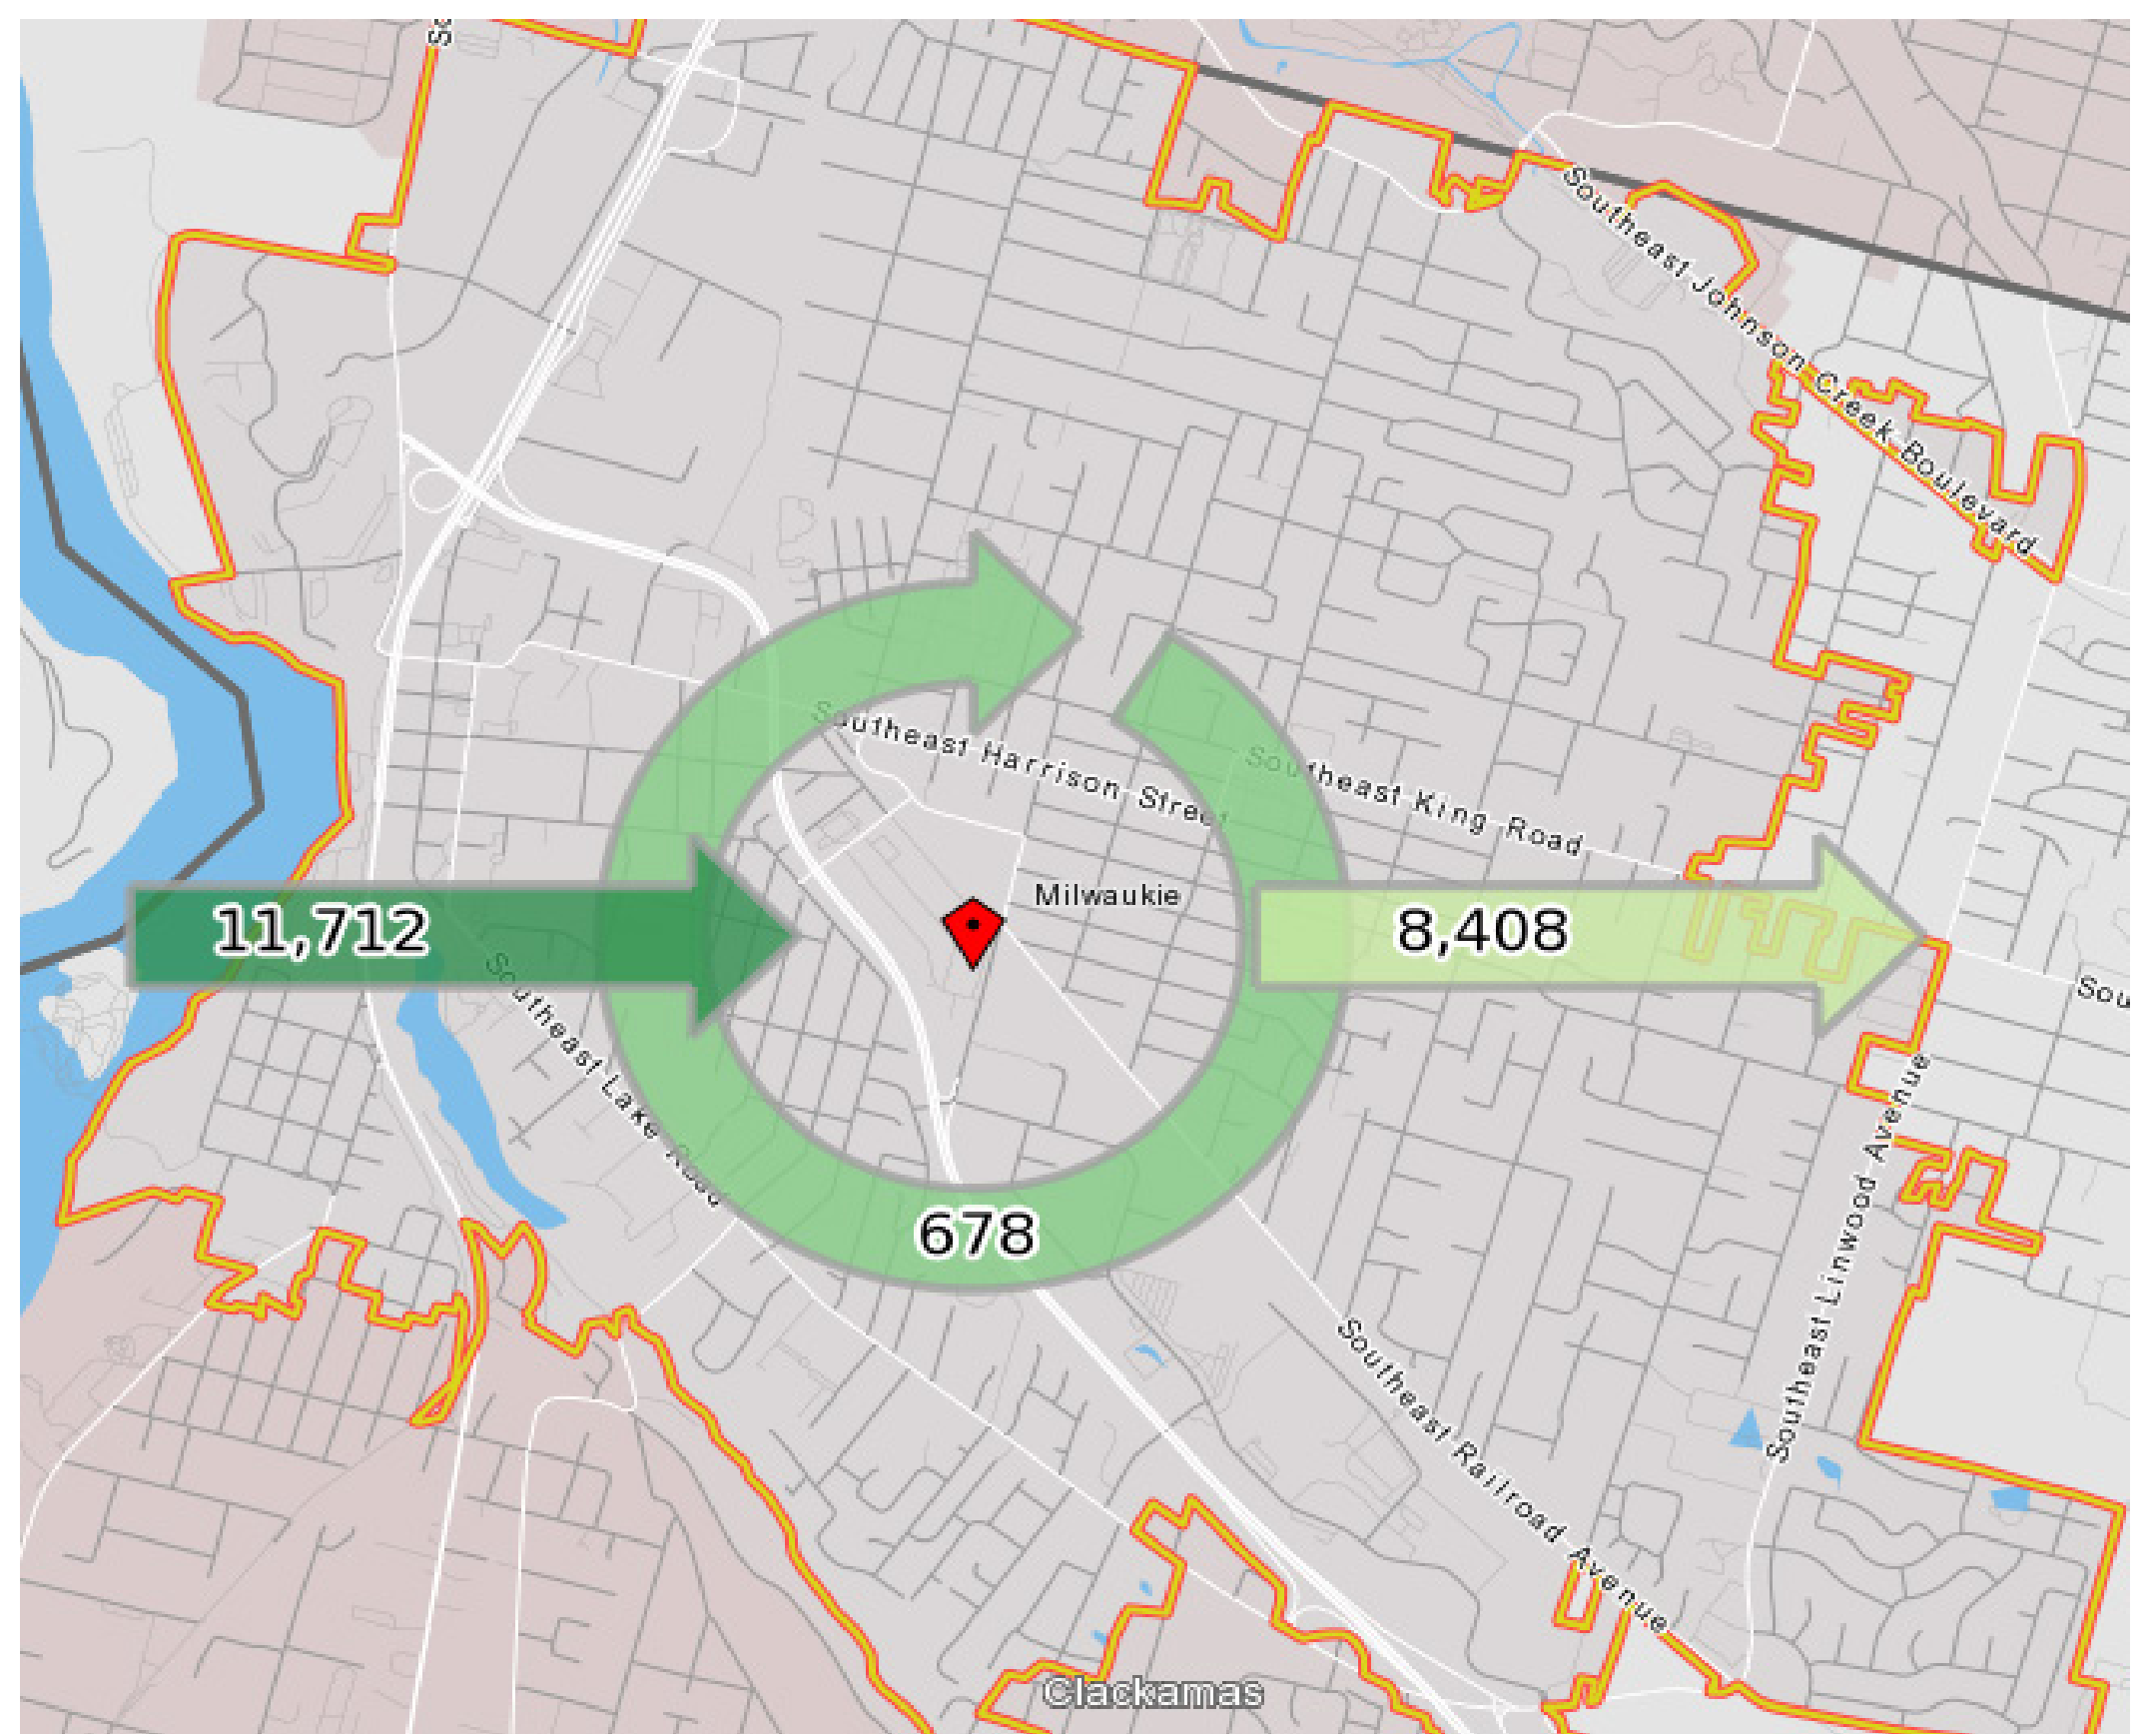 Southeast Johnson Creek Boulevard
Southeast Harrison Street
Southeast King Road
Milwaukie
11,712
8,408
Southeast Lake Road
Sou
678
Southeast Linwood Avenue
Southeast Railroad Avenue
Clackamas